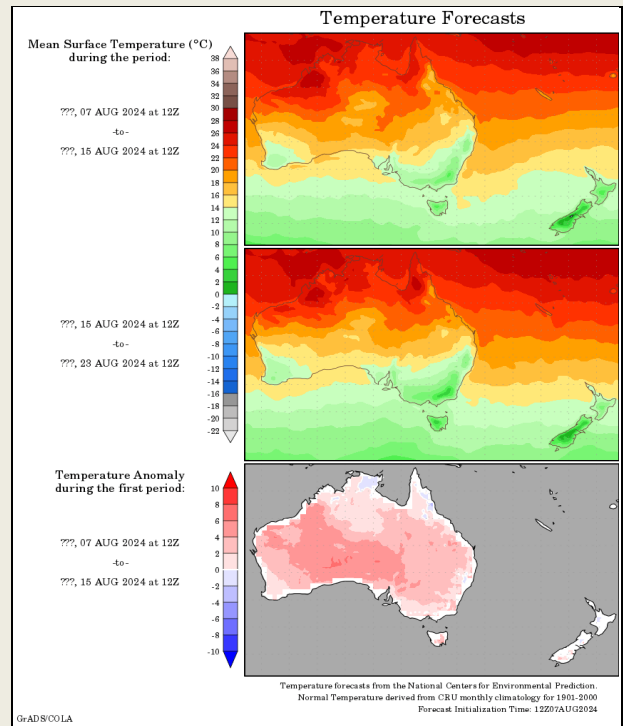 Temperature Forecasts
Mean Surface Temperature (°C)
during the period:
???, 07 AUG 2024 at 12Z
-to-
???, 15 AUG 2024 at 12Z
38
36
34
32
30
28
26
24
22
20
18
16
14
12
10
8
6
4
2
0
-2
-4
-6
-8
-10
-12
-14
-16
-18
-20
-22
???, 15 AUG 2024 at 12Z
-to-
???, 23 AUG 2024 at 12Z
Temperature Anomaly
during the first period:
???, 07 AUG 2024 at 12Z
-to-
???, 15 AUG 2024 at 12Z
10
8
6
4
2
0
-2
-4
-6
-8
-10
Temperature forecasts from the National Centers for Environmental Prediction.
Normal Temperature derived from CRU monthly climatology for 1901-2000
Forecast Initialization Time: 12Z07AUG2024
GrADS/COLA